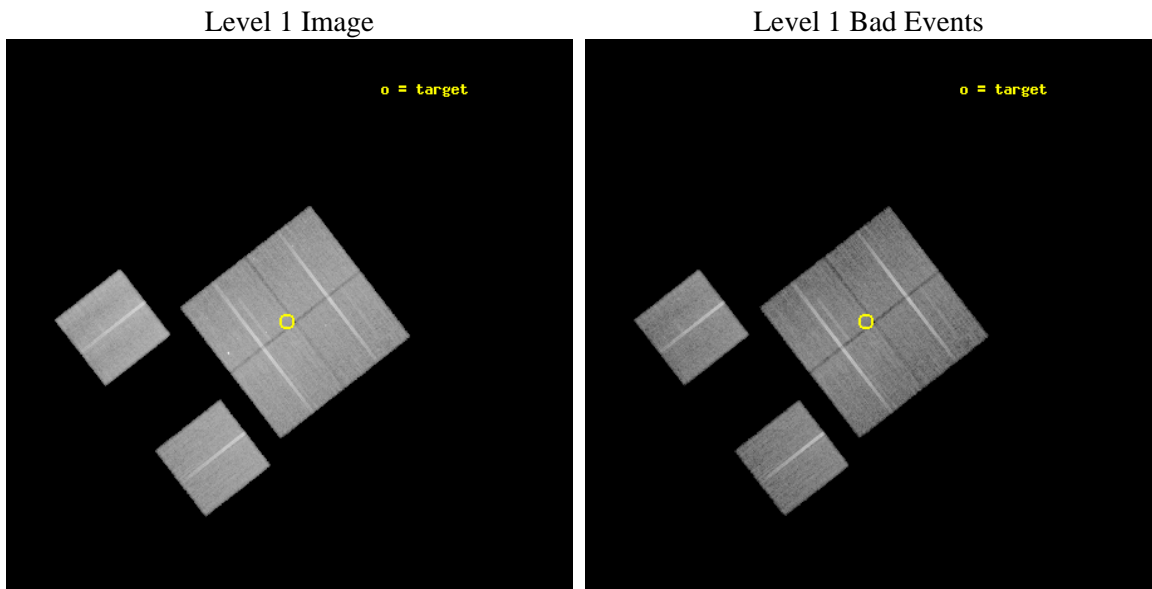 Level 1 Image
Level 1 Bad Events
o = target
o = target